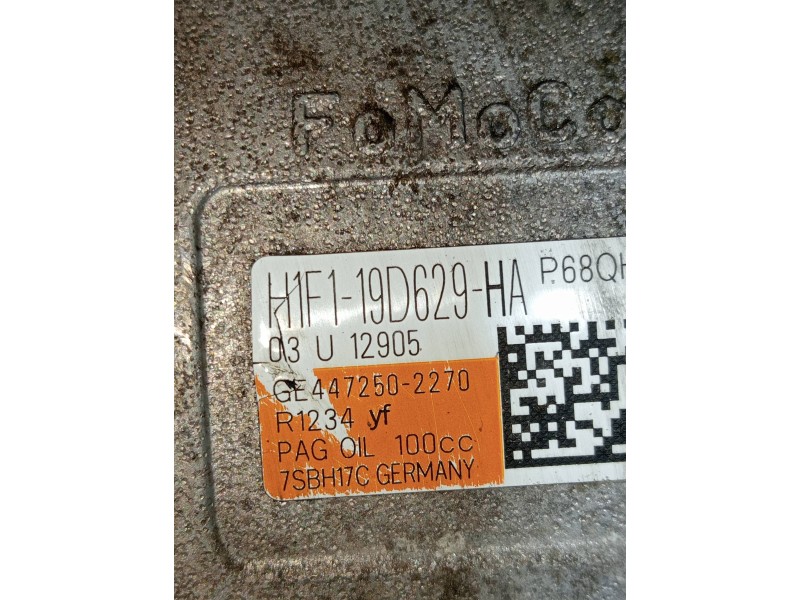 FoMoCo
H1F1-19D629-HA P68QH
03 U 12905
GE447250-2270
R1234 yf
PAG OIL 100cc
7SBH17C GERMANY